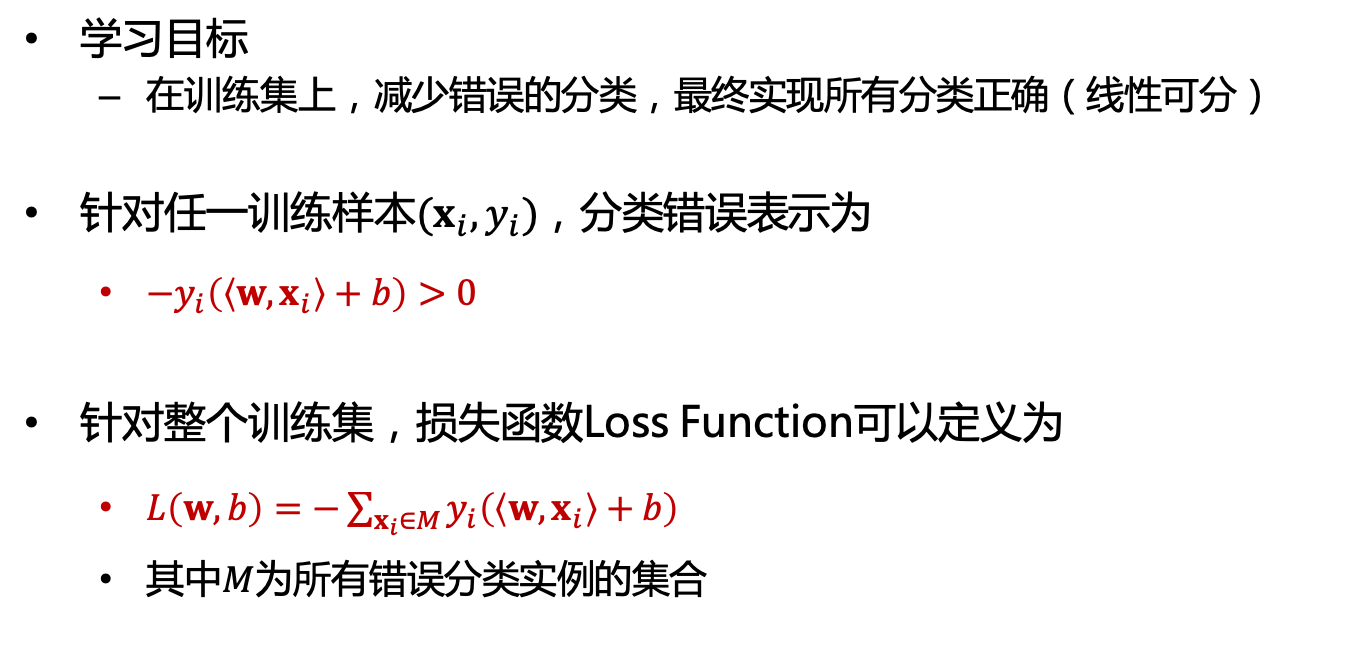 • 学习目标
– 在训练集上，减少错误的分类，最终实现所有分类正确（线性可分）
• 针对任一训练样本(𝐱ᵢ, yᵢ)，分类错误表示为
• −yᵢ(⟨𝐰, 𝐱ᵢ⟩ + b) > 0
• 针对整个训练集，损失函数Loss Function可以定义为
• L(𝐰, b) = − ∑_{𝐱ᵢ∈M} yᵢ(⟨𝐰, 𝐱ᵢ⟩ + b)
• 其中M为所有错误分类实例的集合